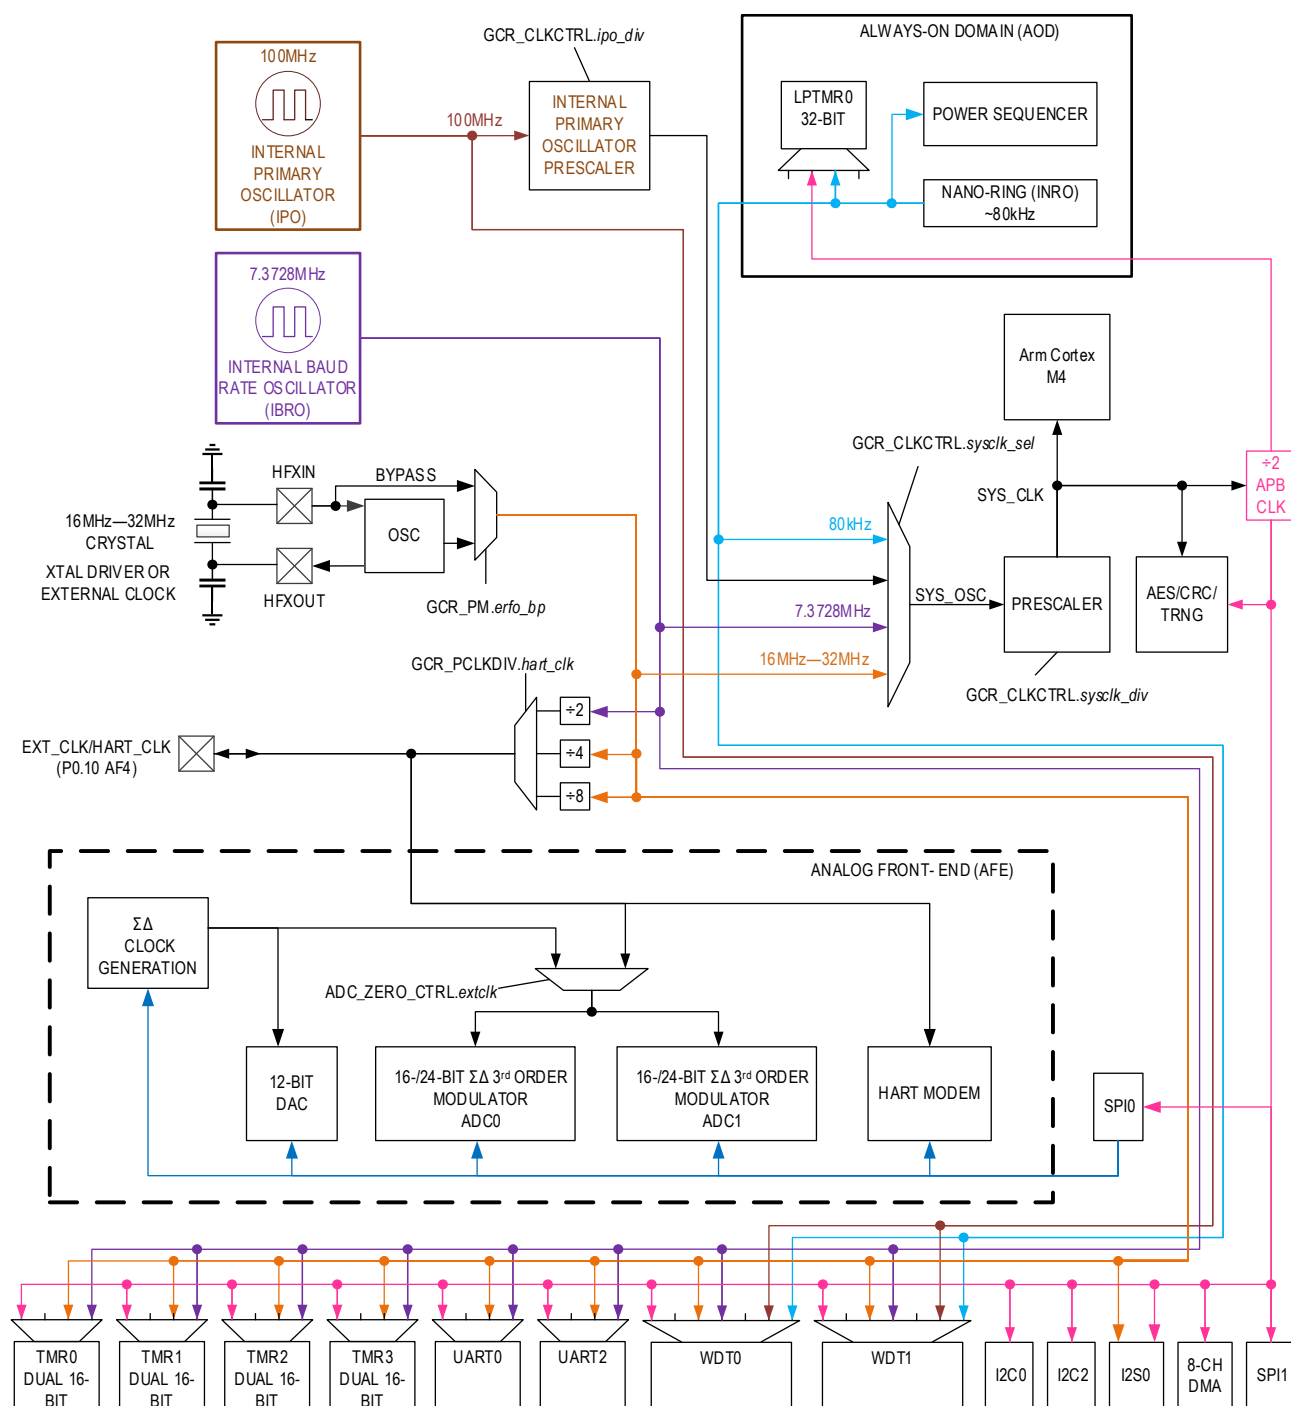 GCR_CLKCTRL.ipo_div
100MHz
INTERNAL
PRIMARY
OSCILLATOR
(IPO)
100MHz
INTERNAL
PRIMARY
OSCILLATOR
PRESCALER
ALWAYS-ON DOMAIN (AOD)
LPTMR0
32-BIT
POWER SEQUENCER
NANO-RING (INRO)
~80kHz
7.3728MHz
INTERNAL BAUD
RATE OSCILLATOR
(IBRO)
Arm Cortex
M4
GCR_CLKCTRL.sysclk_sel
÷2
APB
CLK
SYS_CLK
HFXIN
BYPASS
16MHz—32MHz
CRYSTAL
OSC
XTAL DRIVER OR
EXTERNAL CLOCK
HFXOUT
GCR_PM.erfo_bp
80kHz
SYS_OSC
PRESCALER
AES/CRC/
TRNG
7.3728MHz
16MHz—32MHz
GCR_CLKCTRL.sysclk_div
GCR_PCLKDIV.hart_clk
÷2
÷4
÷8
EXT_CLK/HART_CLK
(P0.10 AF4)
ANALOG FRONT- END (AFE)
ΣΔ
CLOCK
GENERATION
ADC_ZERO_CTRL.extclk
12-BIT
DAC
16-/24-BIT ΣΔ 3rd ORDER
MODULATOR
ADC0
16-/24-BIT ΣΔ 3rd ORDER
MODULATOR
ADC1
HART MODEM
SPI0
TMR0
DUAL 16-
BIT
TMR1
DUAL 16-
BIT
TMR2
DUAL 16-
BIT
TMR3
DUAL 16-
BIT
UART0
UART2
WDT0
WDT1
I2C0
I2C2
I2S0
8-CH
DMA
SPI1